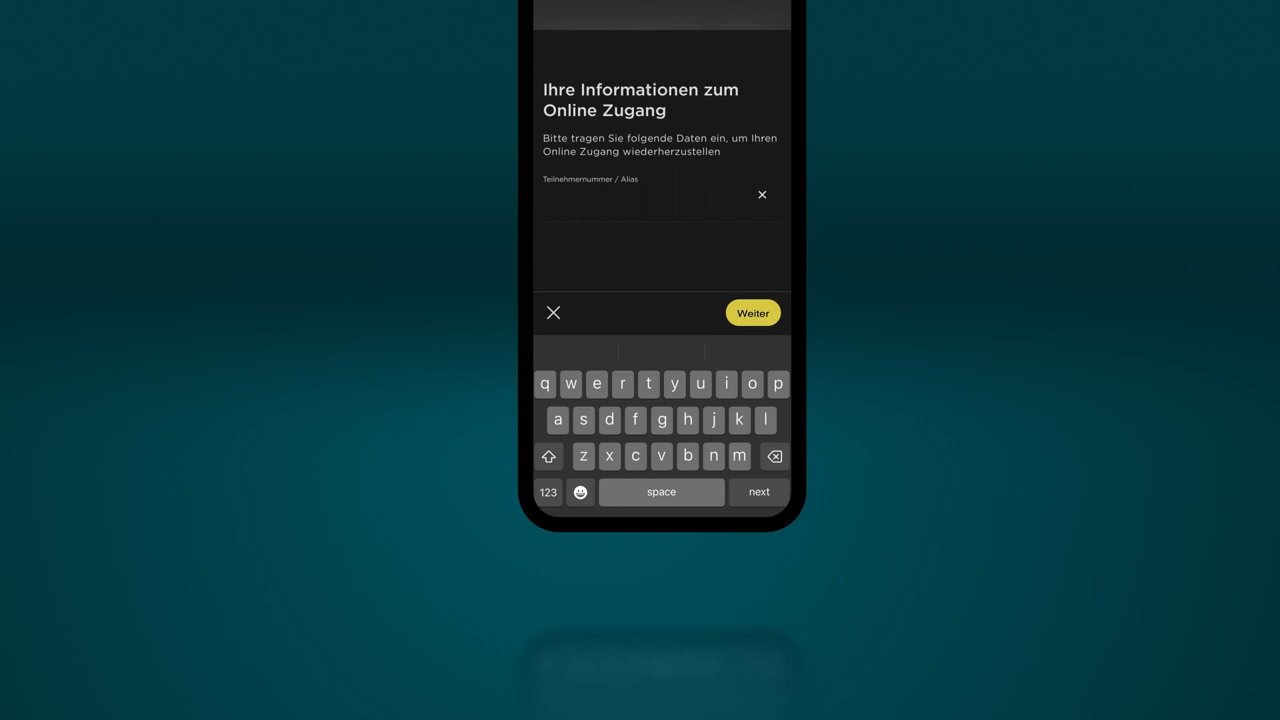 Ihre Informationen zum
Online Zugang
Bitte tragen Sie folgende Daten ein, um Ihren
Online Zugang wiederherzustellen
Teilnehmernummer / Alias
Weiter
q w e r t y u i o p
a s d f g h j k l
z x c v b n m
123 space next